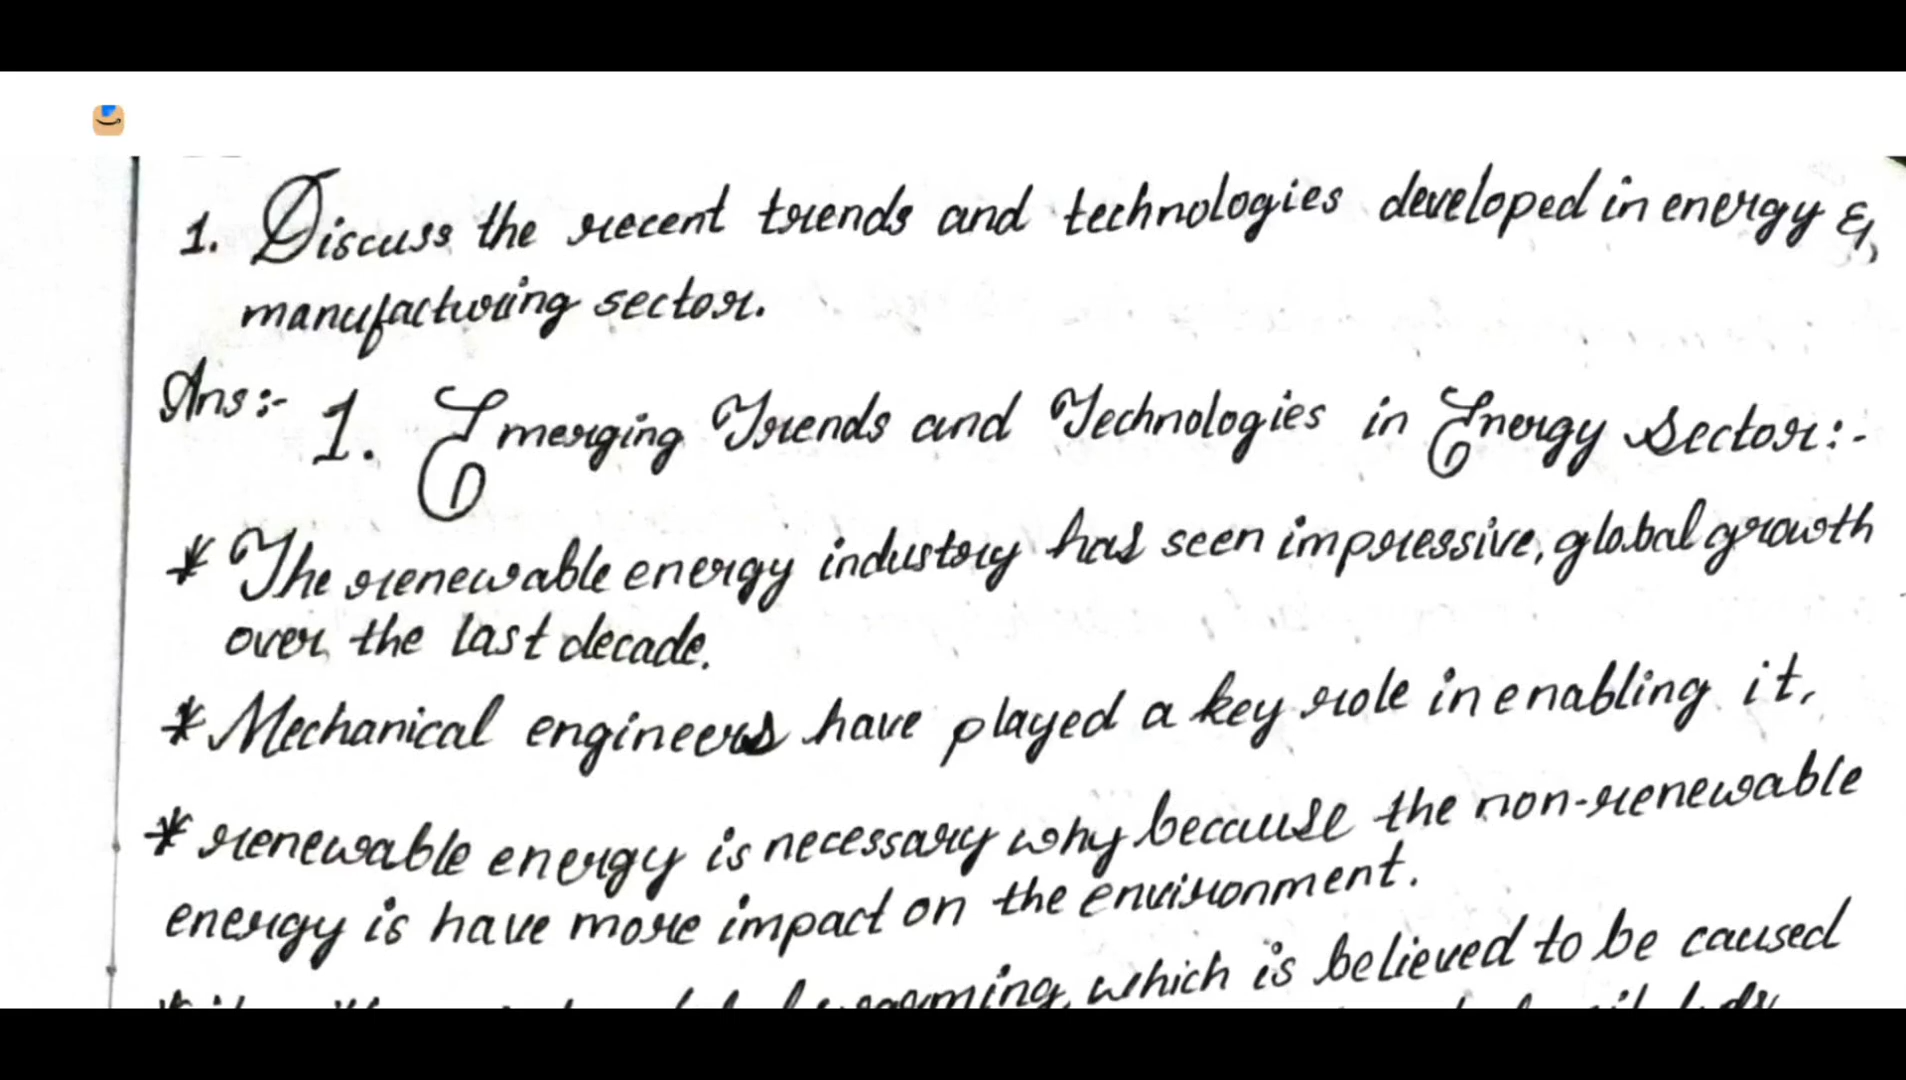 1. Discuss the recent trends and technologies developed in energy &
manufacturing sector.
Ans:- 1. Emerging Trends and Technologies in Energy Sector:-
* The renewable energy industry has seen impressive, global growth
over the last decade.
* Mechanical engineers have played a key role in enabling it.
* renewable energy is necessary why because the non-renewable
energy is have more impact on the environment.
which is believed to be caused